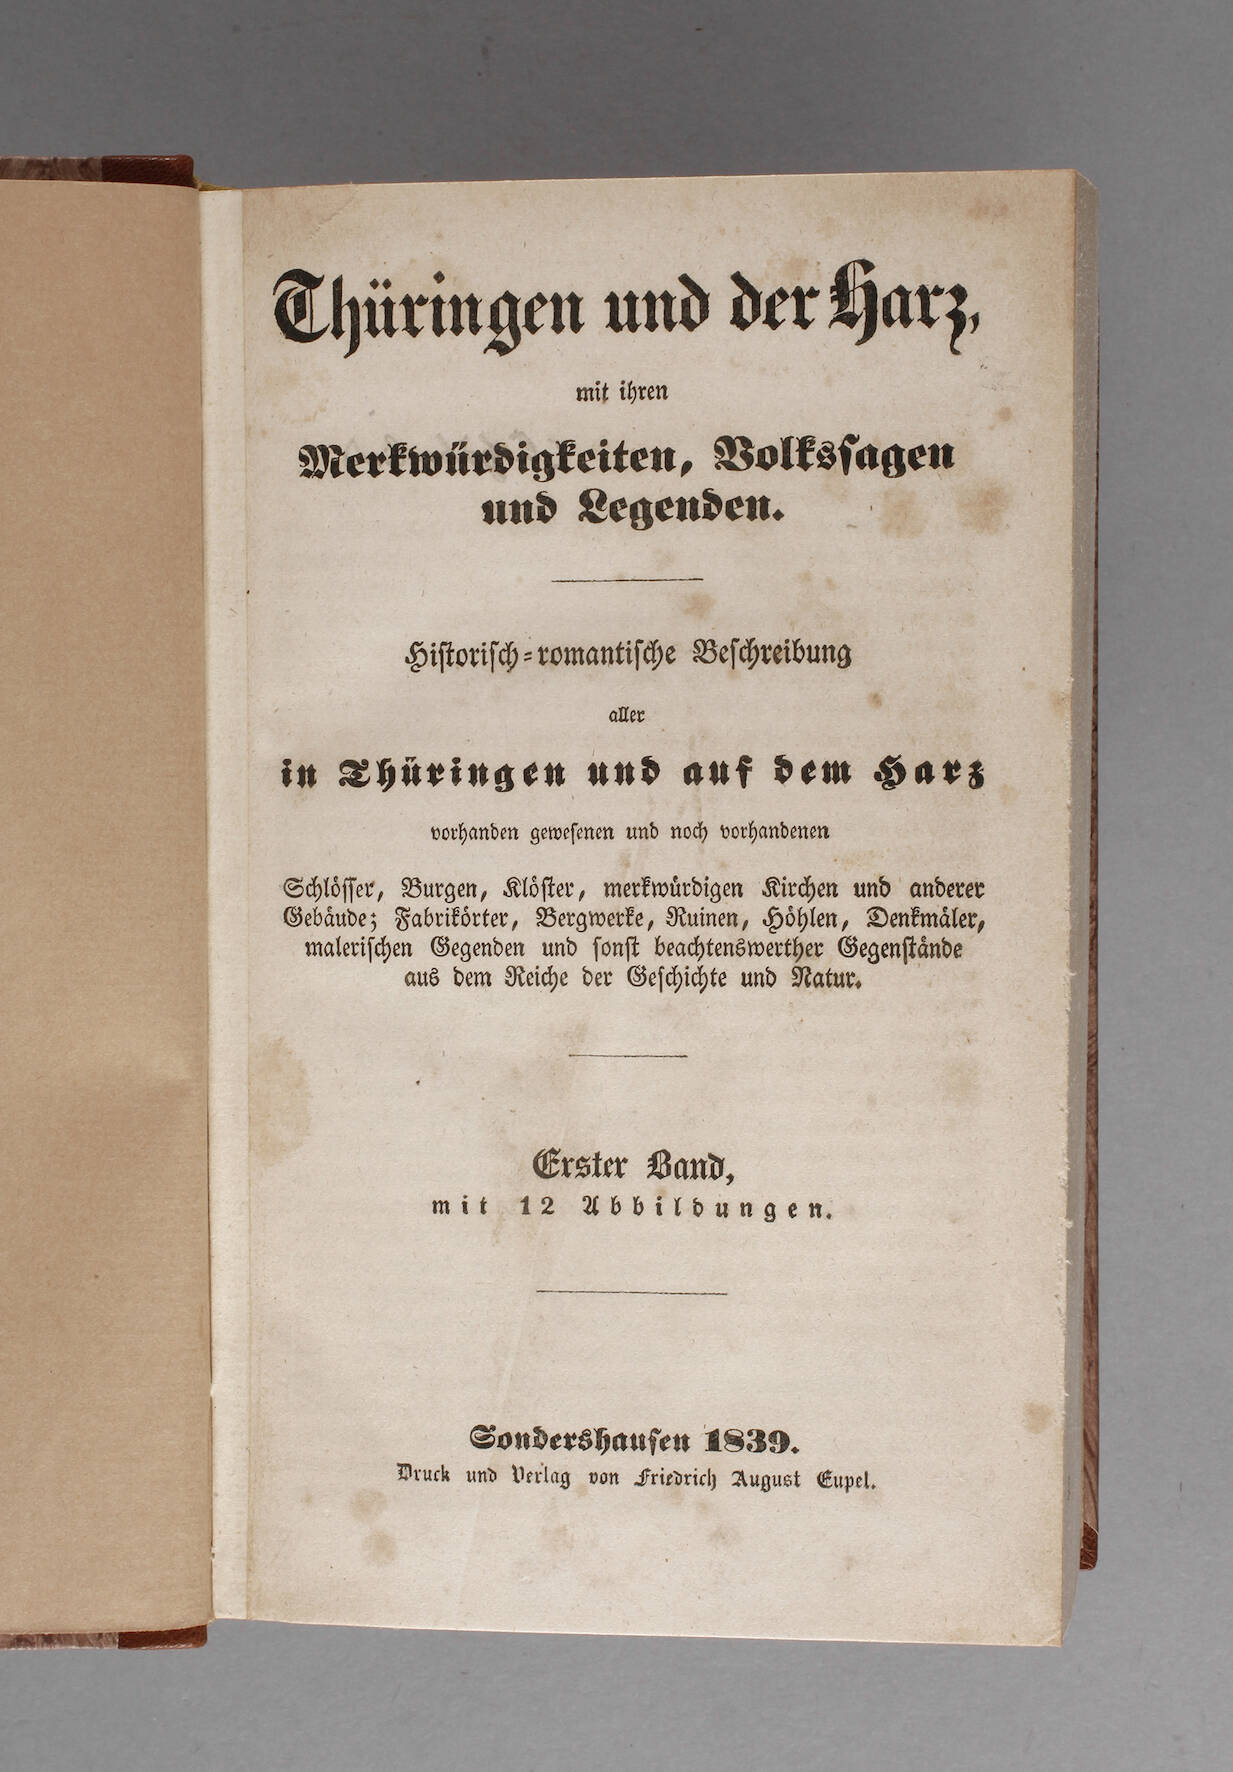 Thüringen und der Harz,
mit ihren
Merkwürdigkeiten, Volksſagen
und Legenden.
Hiſtoriſch-romantiſche Beſchreibung
aller
in Thüringen und auf dem Harz
vorhanden geweſenen und noch vorhandenen
Schlöſſer, Burgen, Klöſter, merkwürdigen Kirchen und anderer
Gebäude; Fabrikörter, Bergwerke, Ruinen, Höhlen, Denkmäler,
maleriſchen Gegenden und ſonſt beachtenswerther Gegenſtände
aus dem Reiche der Geſchichte und Natur.
Erster Band,
mit 12 Abbildungen.
Sondershauſen 1839.
Druck und Verlag von Friedrich August Eupel.